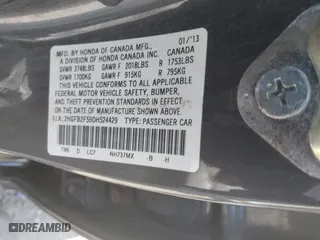 01/'13
MFD. BY HONDA OF CANADA MFG.,
A DIVISION OF HONDA CANADA INC. CANADA
GVWR 3748LBS GAWR F 2018LBS R 1753LBS
GVWR 1700KG GAWR F 915KG R 795KG
THIS VEHICLE CONFORMS TO ALL APPLICABLE
FEDERAL MOTOR VEHICLE SAFETY, BUMPER,
AND THEFT PREVENTION STANDARDS IN EFFECT
ON THE DATE OF MANUFACTURE SHOWN ABOVE.
V.I.N: 2HGFB2F59DH524429 TYPE: PASSENGER CAR
LC7 NH737MX -B -H
AutoBidMaster